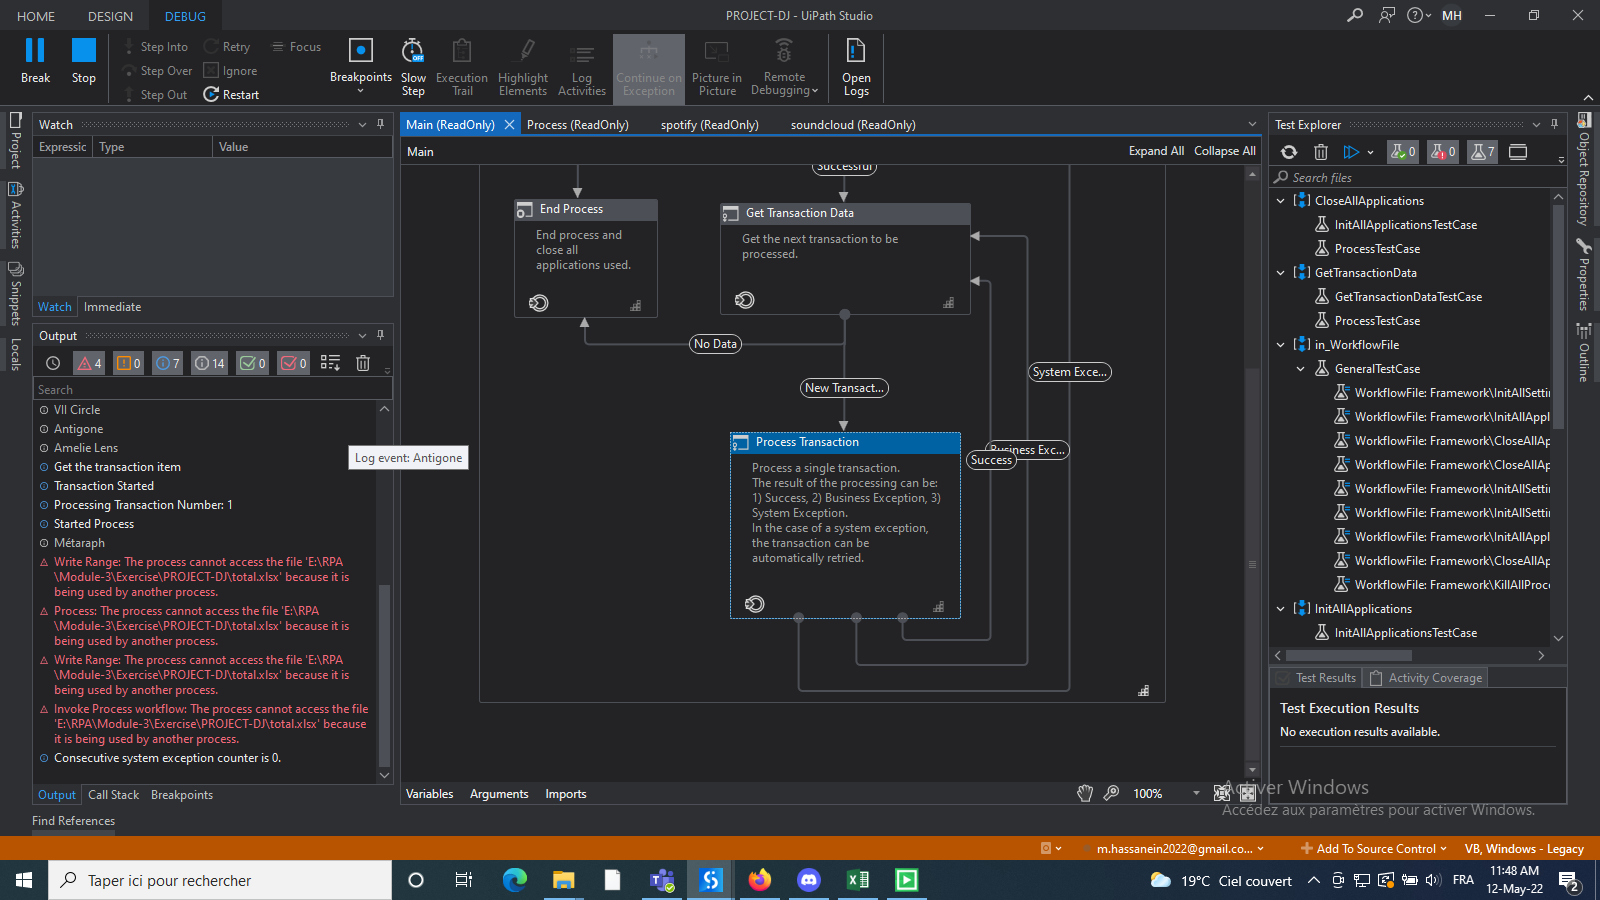 HOME DESIGN DEBUG
PROJECT-DJ - UiPath Studio
MH
Break
Stop
Step Into
Step Over
Step Out
Retry
Ignore
Restart
Focus
Breakpoints
Slow
Step
Execution
Trail
Highlight
Elements
Log
Activities
Continue on
Exception
Picture in
Picture
Remote
Debugging
Open
Logs
Project
Activities
Snippets
Locals
Watch
Expressic Type Value
Watch Immediate
Output
4 0 7 14 0 0
Search
VII Circle
Antigone
Amelie Lens
Get the transaction item
Transaction Started
Processing Transaction Number: 1
Started Process
Métaraph
Write Range: The process cannot access the file 'E:\RPA
\Module-3\Exercise\PROJECT-DJ\total.xlsx' because it is
being used by another process.
Process: The process cannot access the file 'E:\RPA
\Module-3\Exercise\PROJECT-DJ\total.xlsx' because it is
being used by another process.
Write Range: The process cannot access the file 'E:\RPA
\Module-3\Exercise\PROJECT-DJ\total.xlsx' because it is
being used by another process.
Invoke Process workflow: The process cannot access the file
'E:\RPA\Module-3\Exercise\PROJECT-DJ\total.xlsx' because
it is being used by another process.
Consecutive system exception counter is 0.
Log event: Antigone
Output Call Stack Breakpoints
Find References
Main (ReadOnly) Process (ReadOnly) spotify (ReadOnly) soundcloud (ReadOnly)
Main
Expand All Collapse All
Successful
End Process
End process and
close all
applications used.
Get Transaction Data
Get the next transaction to be
processed.
No Data
New Transact...
System Exce...
Business Exc...
Success
Process Transaction
Process a single transaction.
The result of the processing can be:
1) Success, 2) Business Exception, 3)
System Exception.
In the case of a system exception,
the transaction can be
automatically retried.
Variables Arguments Imports
100%
Test Explorer
0 0 7
Search files
CloseAllApplications
InitAllApplicationsTestCase
ProcessTestCase
GetTransactionData
GetTransactionDataTestCase
ProcessTestCase
in_WorkflowFile
GeneralTestCase
WorkflowFile: Framework\InitAllSetti
WorkflowFile: Framework\InitAllAppl
WorkflowFile: Framework\CloseAllAp
WorkflowFile: Framework\CloseAllAp
WorkflowFile: Framework\InitAllSetti
WorkflowFile: Framework\InitAllSetti
WorkflowFile: Framework\InitAllAppl
WorkflowFile: Framework\CloseAllAp
WorkflowFile: Framework\KillAllProc
InitAllApplications
InitAllApplicationsTestCase
Test Results Activity Coverage
Test Execution Results
No execution results available.
Object Repository
Properties
Outline
Activer Windows
Accédez aux paramètres pour activer Windows.
m.hassanein2022@gmail.co...
Add To Source Control
VB, Windows - Legacy
Taper ici pour rechercher
19°C Ciel couvert
FRA
11:48 AM
12-May-22
2